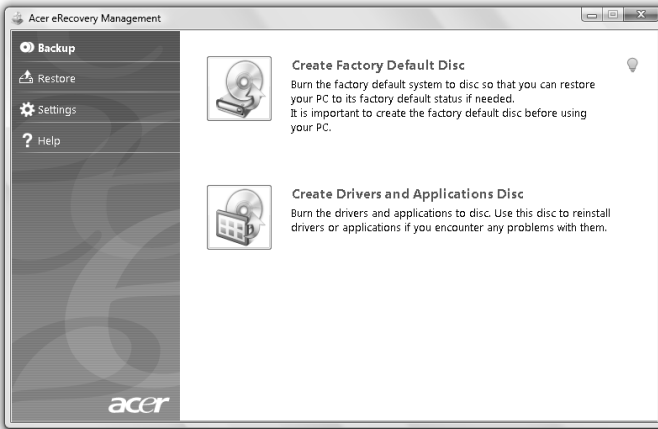 Acer eRecovery Management
Backup
Restore
Settings
Help
Create Factory Default Disc
Burn the factory default system to disc so that you can restore
your PC to its factory default status if needed.
It is important to create the factory default disc before using
your PC.
Create Drivers and Applications Disc
Burn the drivers and applications to disc. Use this disc to reinstall
drivers or applications if you encounter any problems with them.
acer